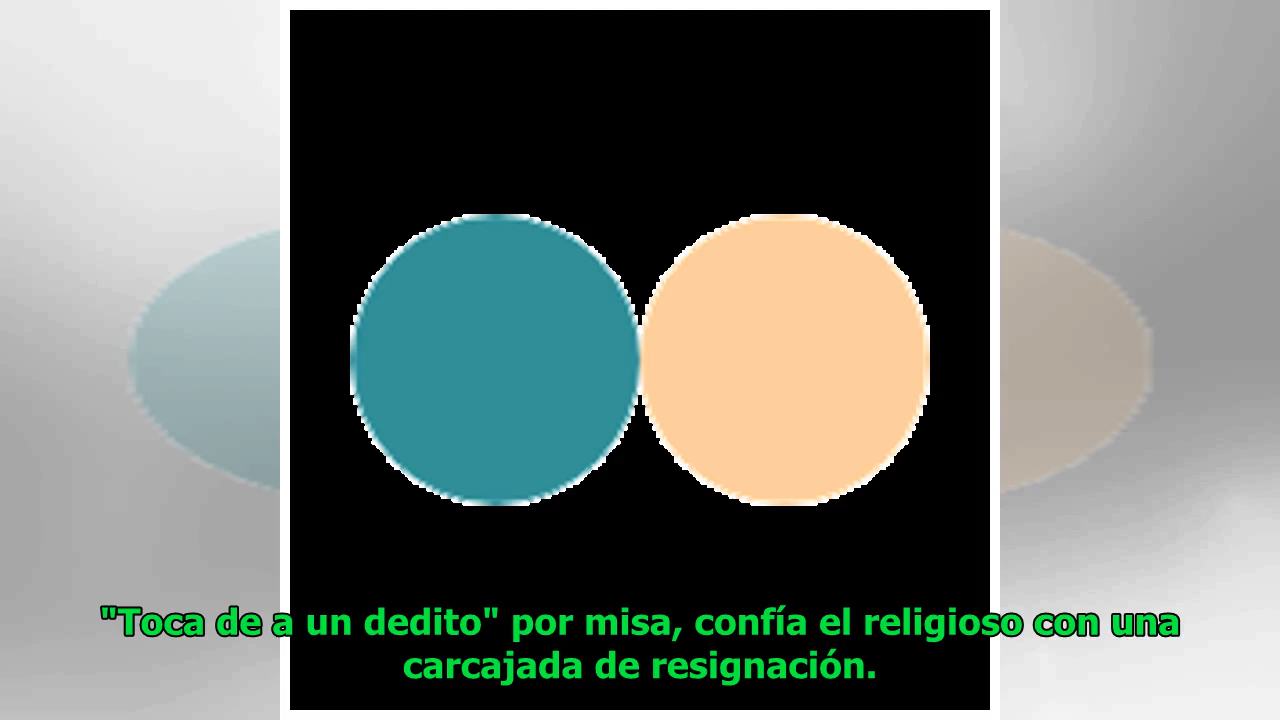 "Toca de a un dedito" por misa, confía el religioso con una
carcajada de resignación.